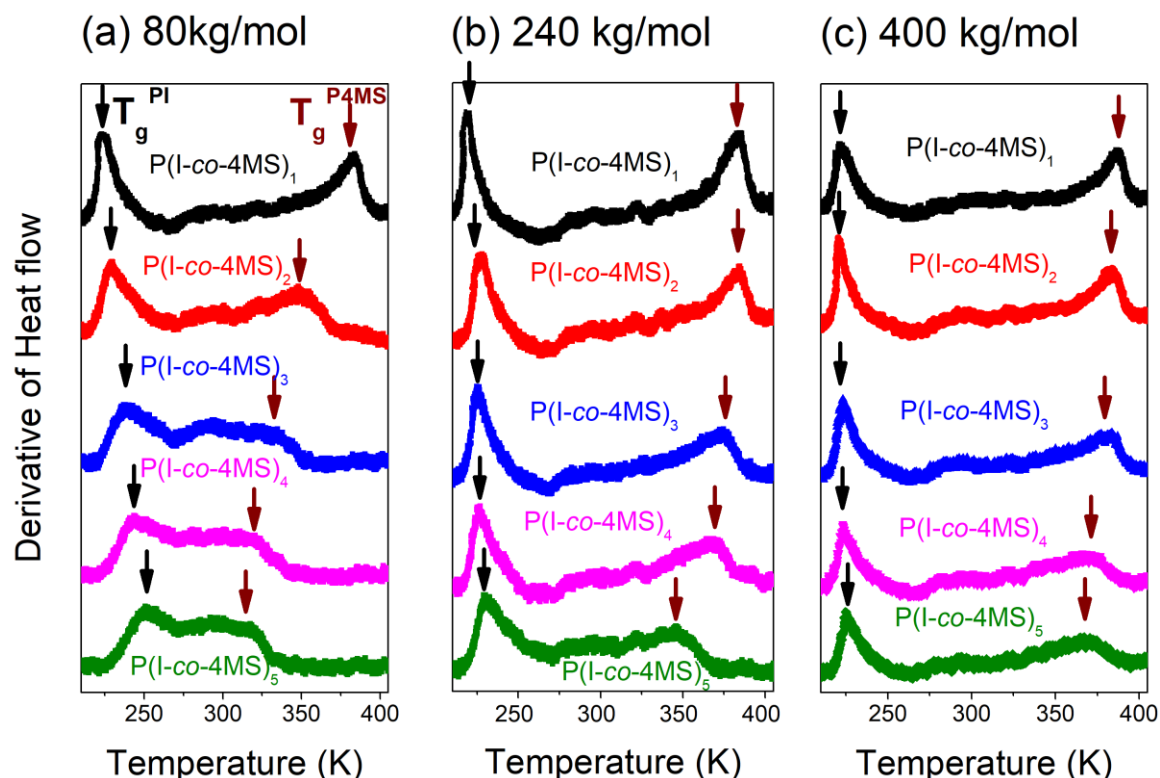 (a) 80kg/mol
(b) 240 kg/mol
(c) 400 kg/mol
Derivative of Heat flow
T_g^PI
T_g^P4MS
P(I-co-4MS)₁
P(I-co-4MS)₂
P(I-co-4MS)₃
P(I-co-4MS)₄
P(I-co-4MS)₅
P(I-co-4MS)₁
P(I-co-4MS)₂
P(I-co-4MS)₃
P(I-co-4MS)₄
P(I-co-4MS)₅
P(I-co-4MS)₁
P(I-co-4MS)₂
P(I-co-4MS)₃
P(I-co-4MS)₄
P(I-co-4MS)₅
250 300 350 400
250 300 350 400
250 300 350 400
Temperature (K)
Temperature (K)
Temperature (K)